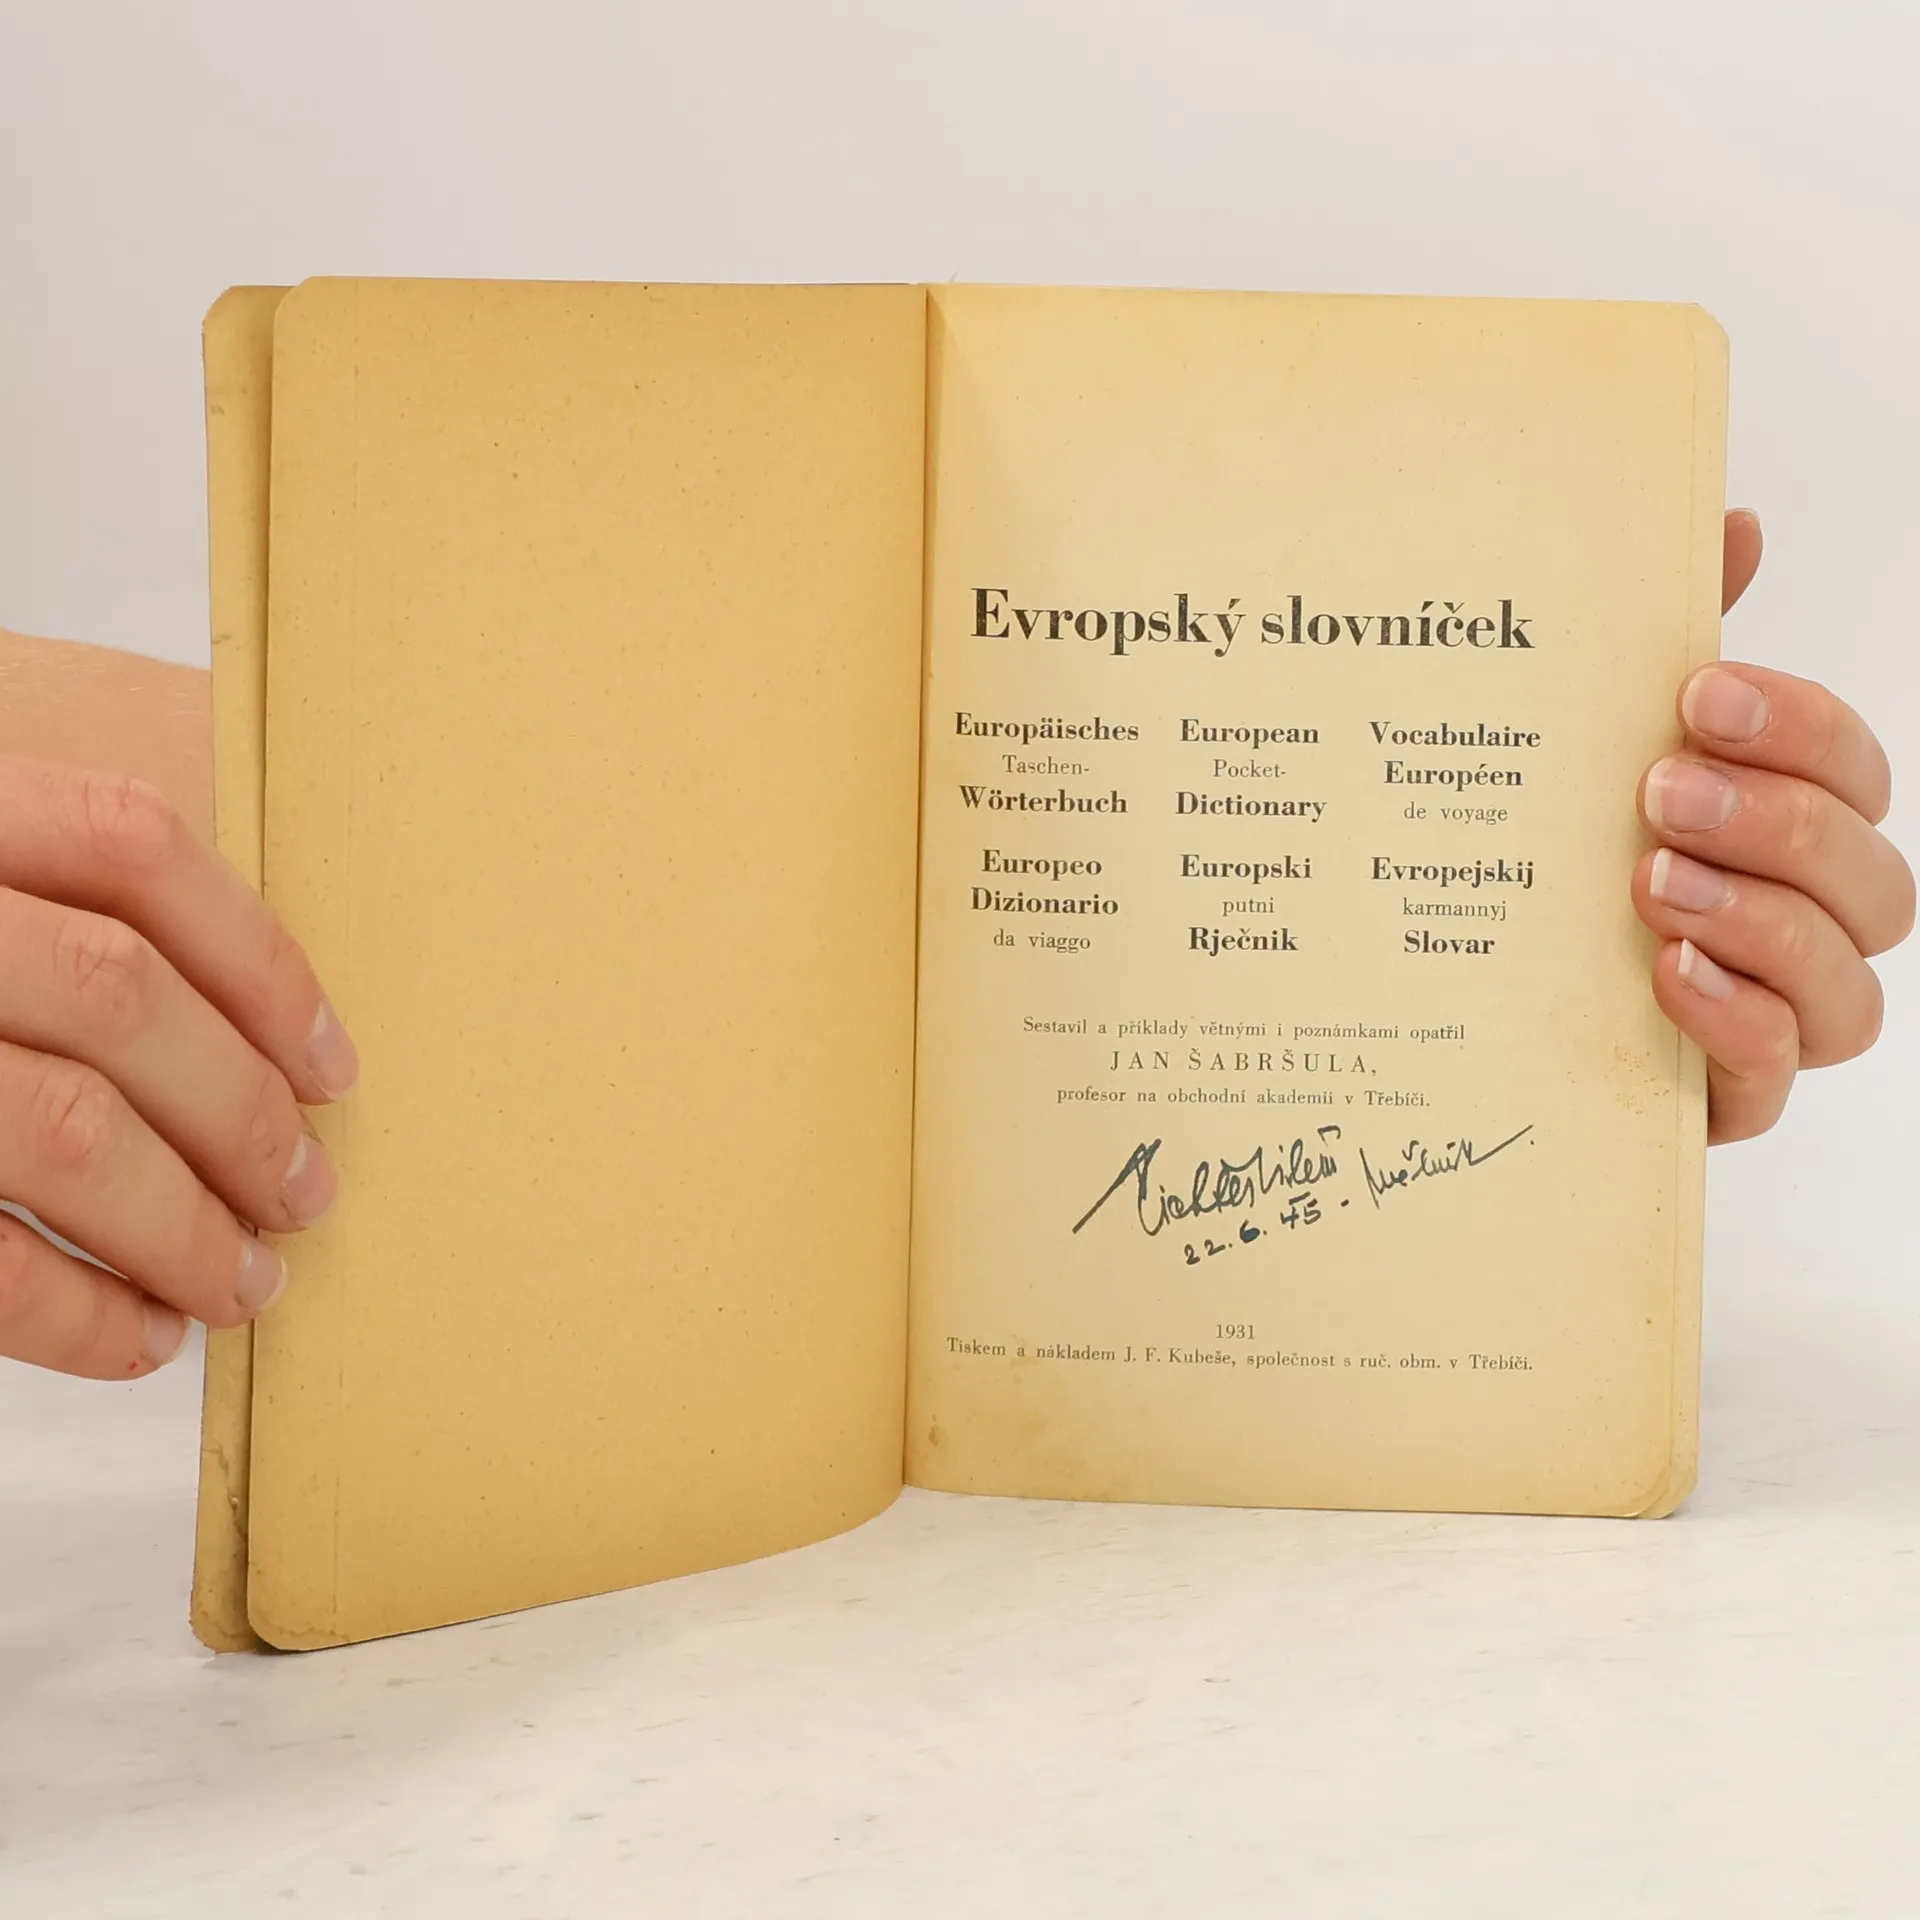 Evropský slovníček
Europäisches
Taschen-
Wörterbuch
European
Pocket-
Dictionary
Vocabulaire
Européen
de voyage
Europeo
Dizionario
da viaggo
Europski
putni
Rječnik
Evropejskij
karmannyj
Slovar
Sestavil a příklady větnými i poznámkami opatřil
JAN ŠABRŠULA,
profesor na obchodní akademii v Třebíči.
Mělník
22. 6. 45 -
1931
Tiskem a nákladem J. F. Kubeše, společnost s ruč. obm. v Třebíči.